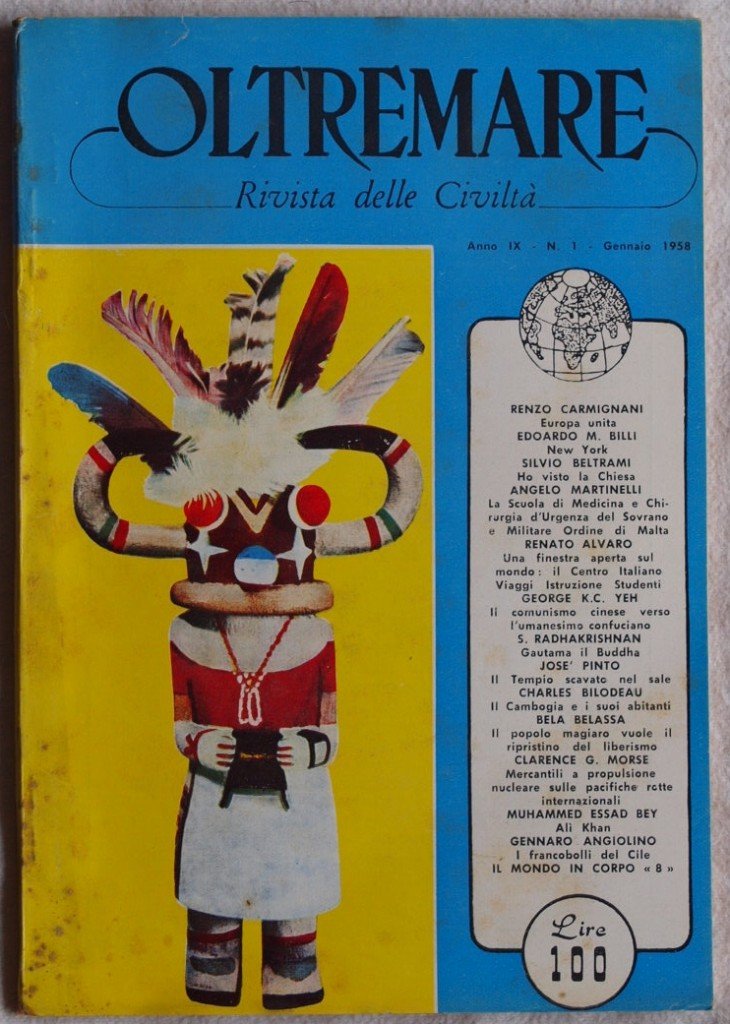 OLTREMARE
Rivista delle Civiltà
Anno IX - N. 1 - Gennaio 1958
RENZO CARMIGNANI
Europa unita
EDOARDO M. BILLI
New York
SILVIO BELTRAMI
Ho visto la Chiesa
ANGELO MARTINELLI
La Scuola di Medicina e Chi-
rurgia d'Urgenza del Sovrano
e Militare Ordine di Malta
RENATO ALVARO
Una finestra aperta sul
mondo: il Centro Italiano
Viaggi Istruzione Studenti
GEORGE K.C. YEH
Il comunismo cinese verso
l'umanesimo confuciano
S. RADHAKRISHNAN
Gautama il Buddha
JOSE' PINTO
Il Tempio scavato nel sale
CHARLES BILODEAU
Il Cambogia e i suoi abitanti
BELA BELASSA
Il popolo magiaro vuole il
ripristino del liberismo
CLARENCE G. MORSE
Mercantili a propulsione
nucleare sulle pacifiche rotte
internazionali
MUHAMMED ESSAD BEY
Ali Khan
GENNARO ANGIOLINO
I francobolli del Cile
IL MONDO IN CORPO « 8 »
Lire
100